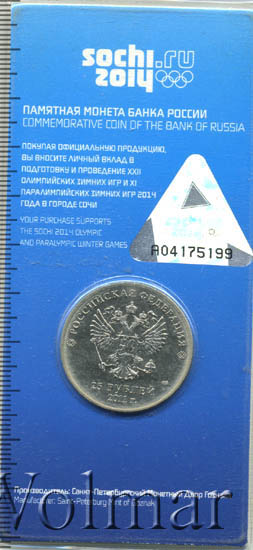 sochi.ru
2014
ПАМЯТНАЯ МОНЕТА БАНКА РОССИИ
COMMEMORATIVE COIN OF THE BANK OF RUSSIA
ПОКУПАЯ ОФИЦИАЛЬНУЮ ПРОДУКЦИЮ,
ВЫ ВНОСИТЕ ЛИЧНЫЙ ВКЛАД В
ПОДГОТОВКУ И ПРОВЕДЕНИЕ XXII
ОЛИМПИЙСКИХ ЗИМНИХ ИГР И XI
ПАРАЛИМПИЙСКИХ ЗИМНИХ ИГР 2014
ГОДА В ГОРОДЕ СОЧИ
YOUR PURCHASE SUPPORTS
THE SOCHI 2014 OLYMPIC
AND PARALYMPIC WINTER GAMES
A04175199
РОССИЙСКАЯ ФЕДЕРАЦИЯ
25 РУБЛЕЙ
Производитель: Санкт-Петербургский Монетный Двор
Manufacturer: Saint-Petersburg Mint of Goznak
Volmar